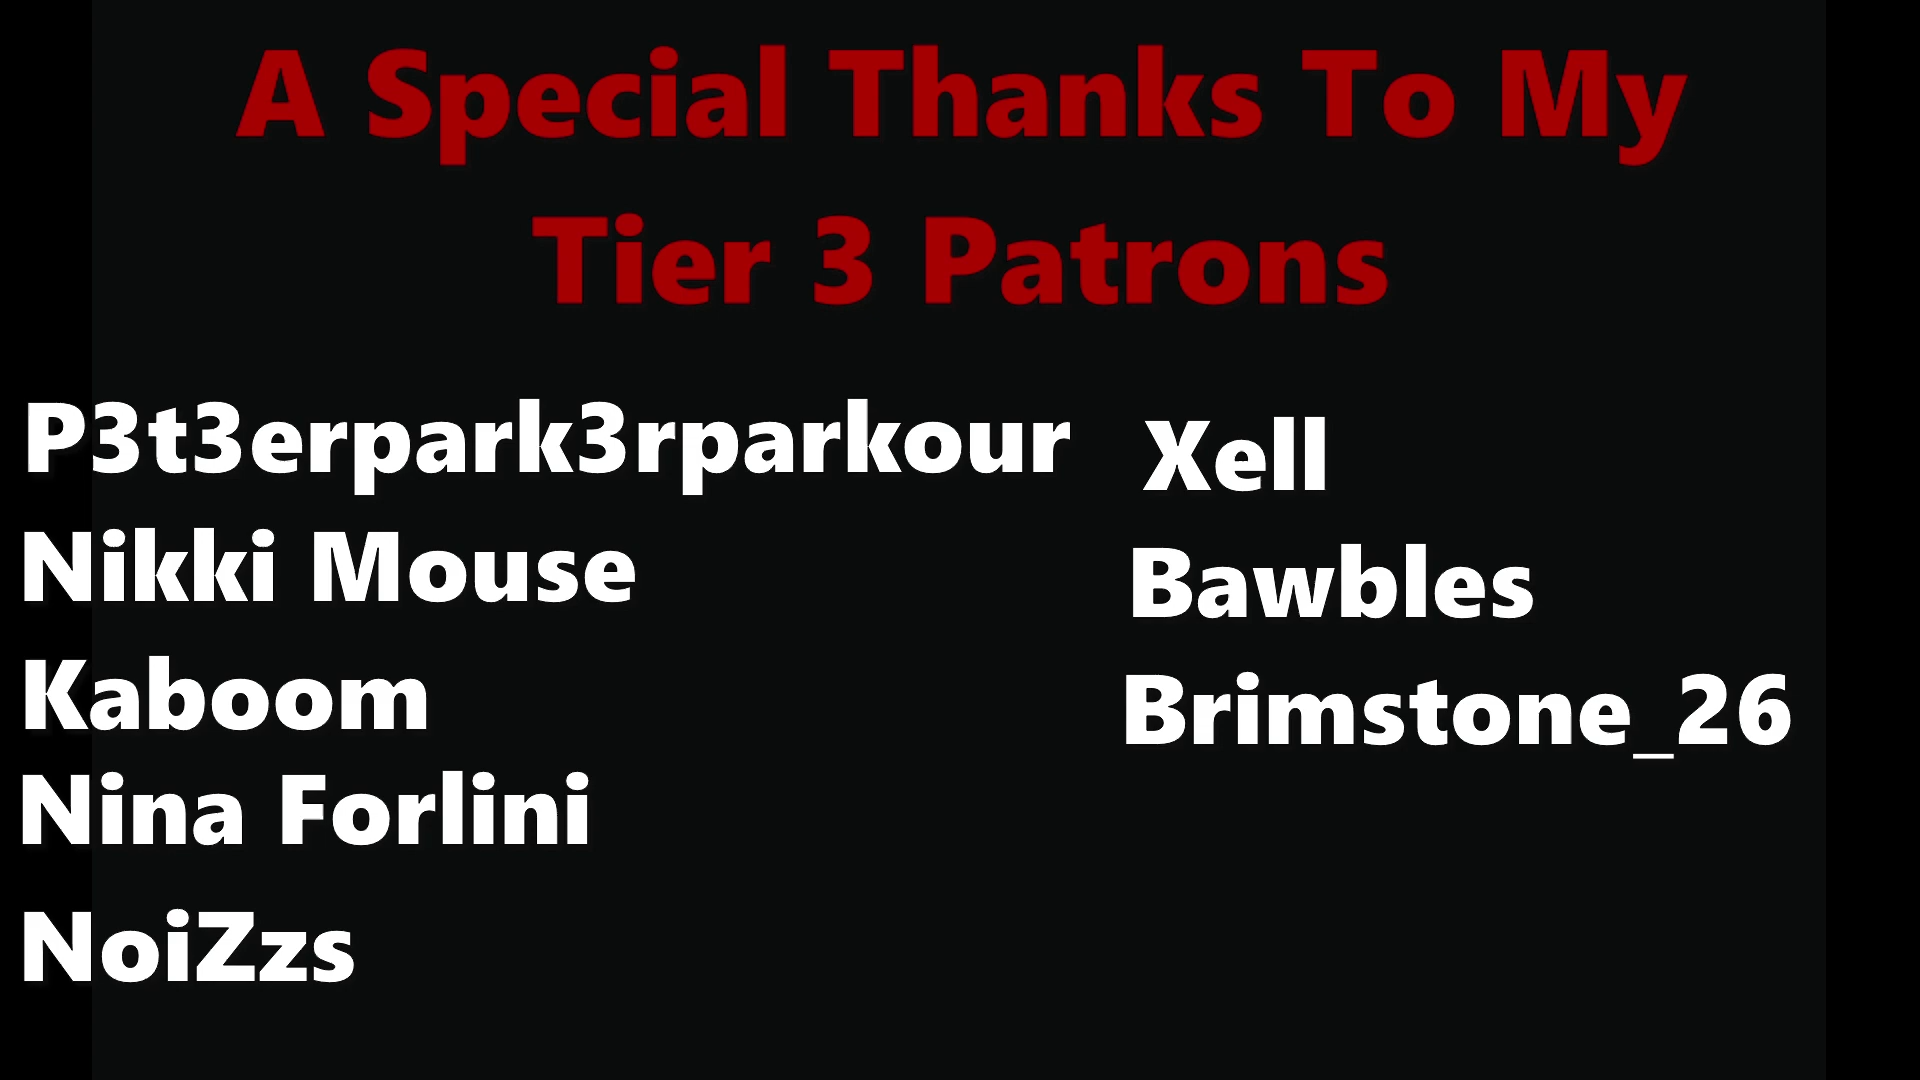 A Special Thanks To My
Tier 3 Patrons
P3t3erpark3rparkour
Nikki Mouse
Kaboom
Nina Forlini
NoiZzs
Xell
Bawbles
Brimstone_26